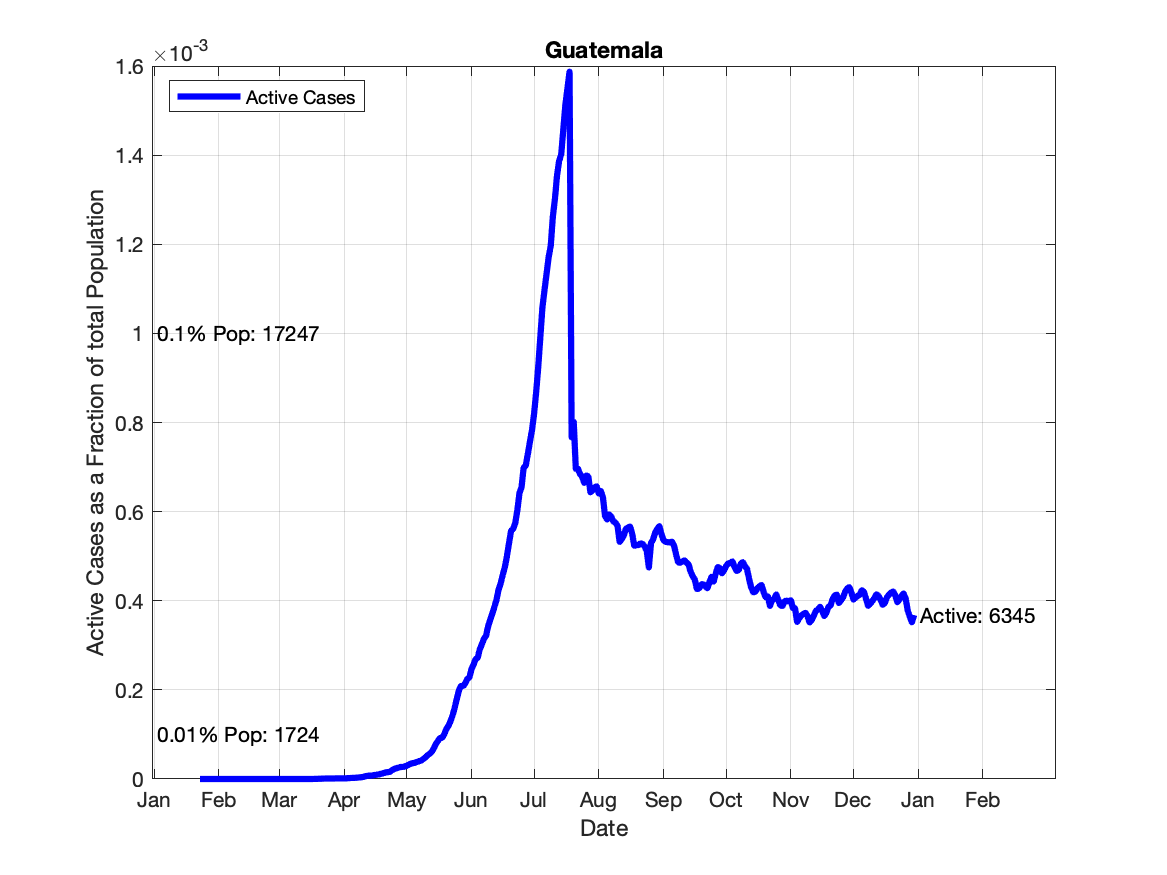 Guatemala
×10-3
1.6
1.4
1.2
1
0.8
0.6
0.4
0.2
0
Active Cases as a Fraction of total Population
Active Cases
0.1% Pop: 17247
0.01% Pop: 1724
Active: 6345
Jan Feb Mar Apr May Jun Jul Aug Sep Oct Nov Dec Jan Feb
Date